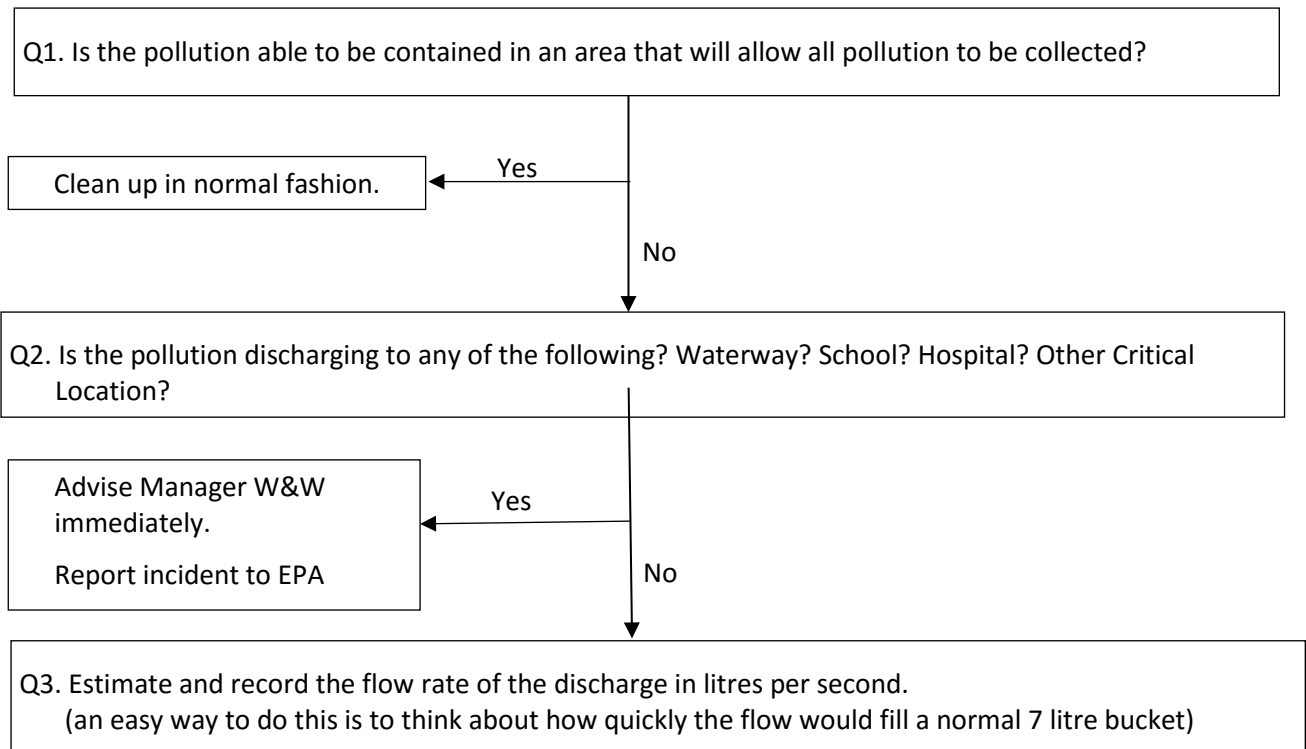 Q1. Is the pollution able to be contained in an area that will allow all pollution to be collected?
Yes
Clean up in normal fashion.
No
Q2. Is the pollution discharging to any of the following? Waterway? School? Hospital? Other Critical
Location?
Advise Manager W&W
immediately.
Yes
Report incident to EPA
No
Q3. Estimate and record the flow rate of the discharge in litres per second.
(an easy way to do this is to think about how quickly the flow would fill a normal 7 litre bucket)